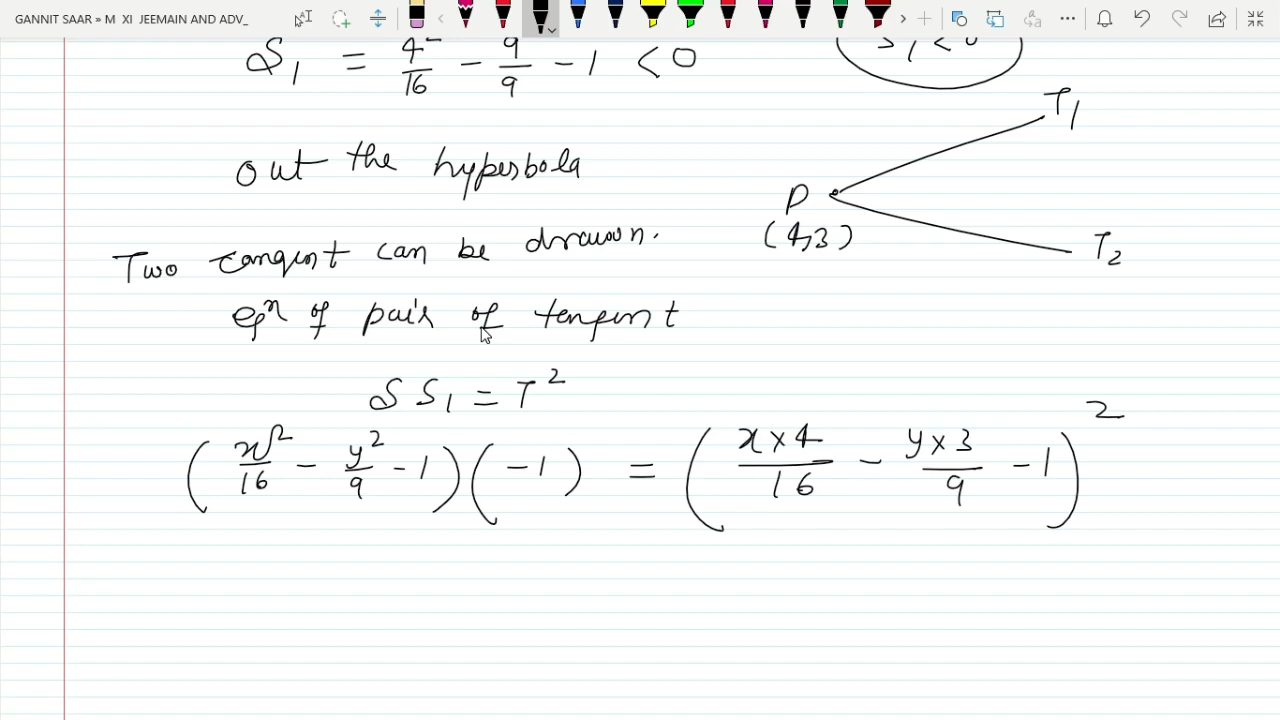 GANNIT SAAR » M XI JEEMAIN AND ADV_
S₁ = 4²/16 - 9/9 - 1 < 0
S₁ < 0
out the hyperbola
T₁
P
(4,3)
T₂
Two tangent can be drawn.
eqⁿ of pair of tangent
S S₁ = T²
(x²/16 - y²/9 - 1)(-1) = (x×4/16 - y×3/9 - 1)²